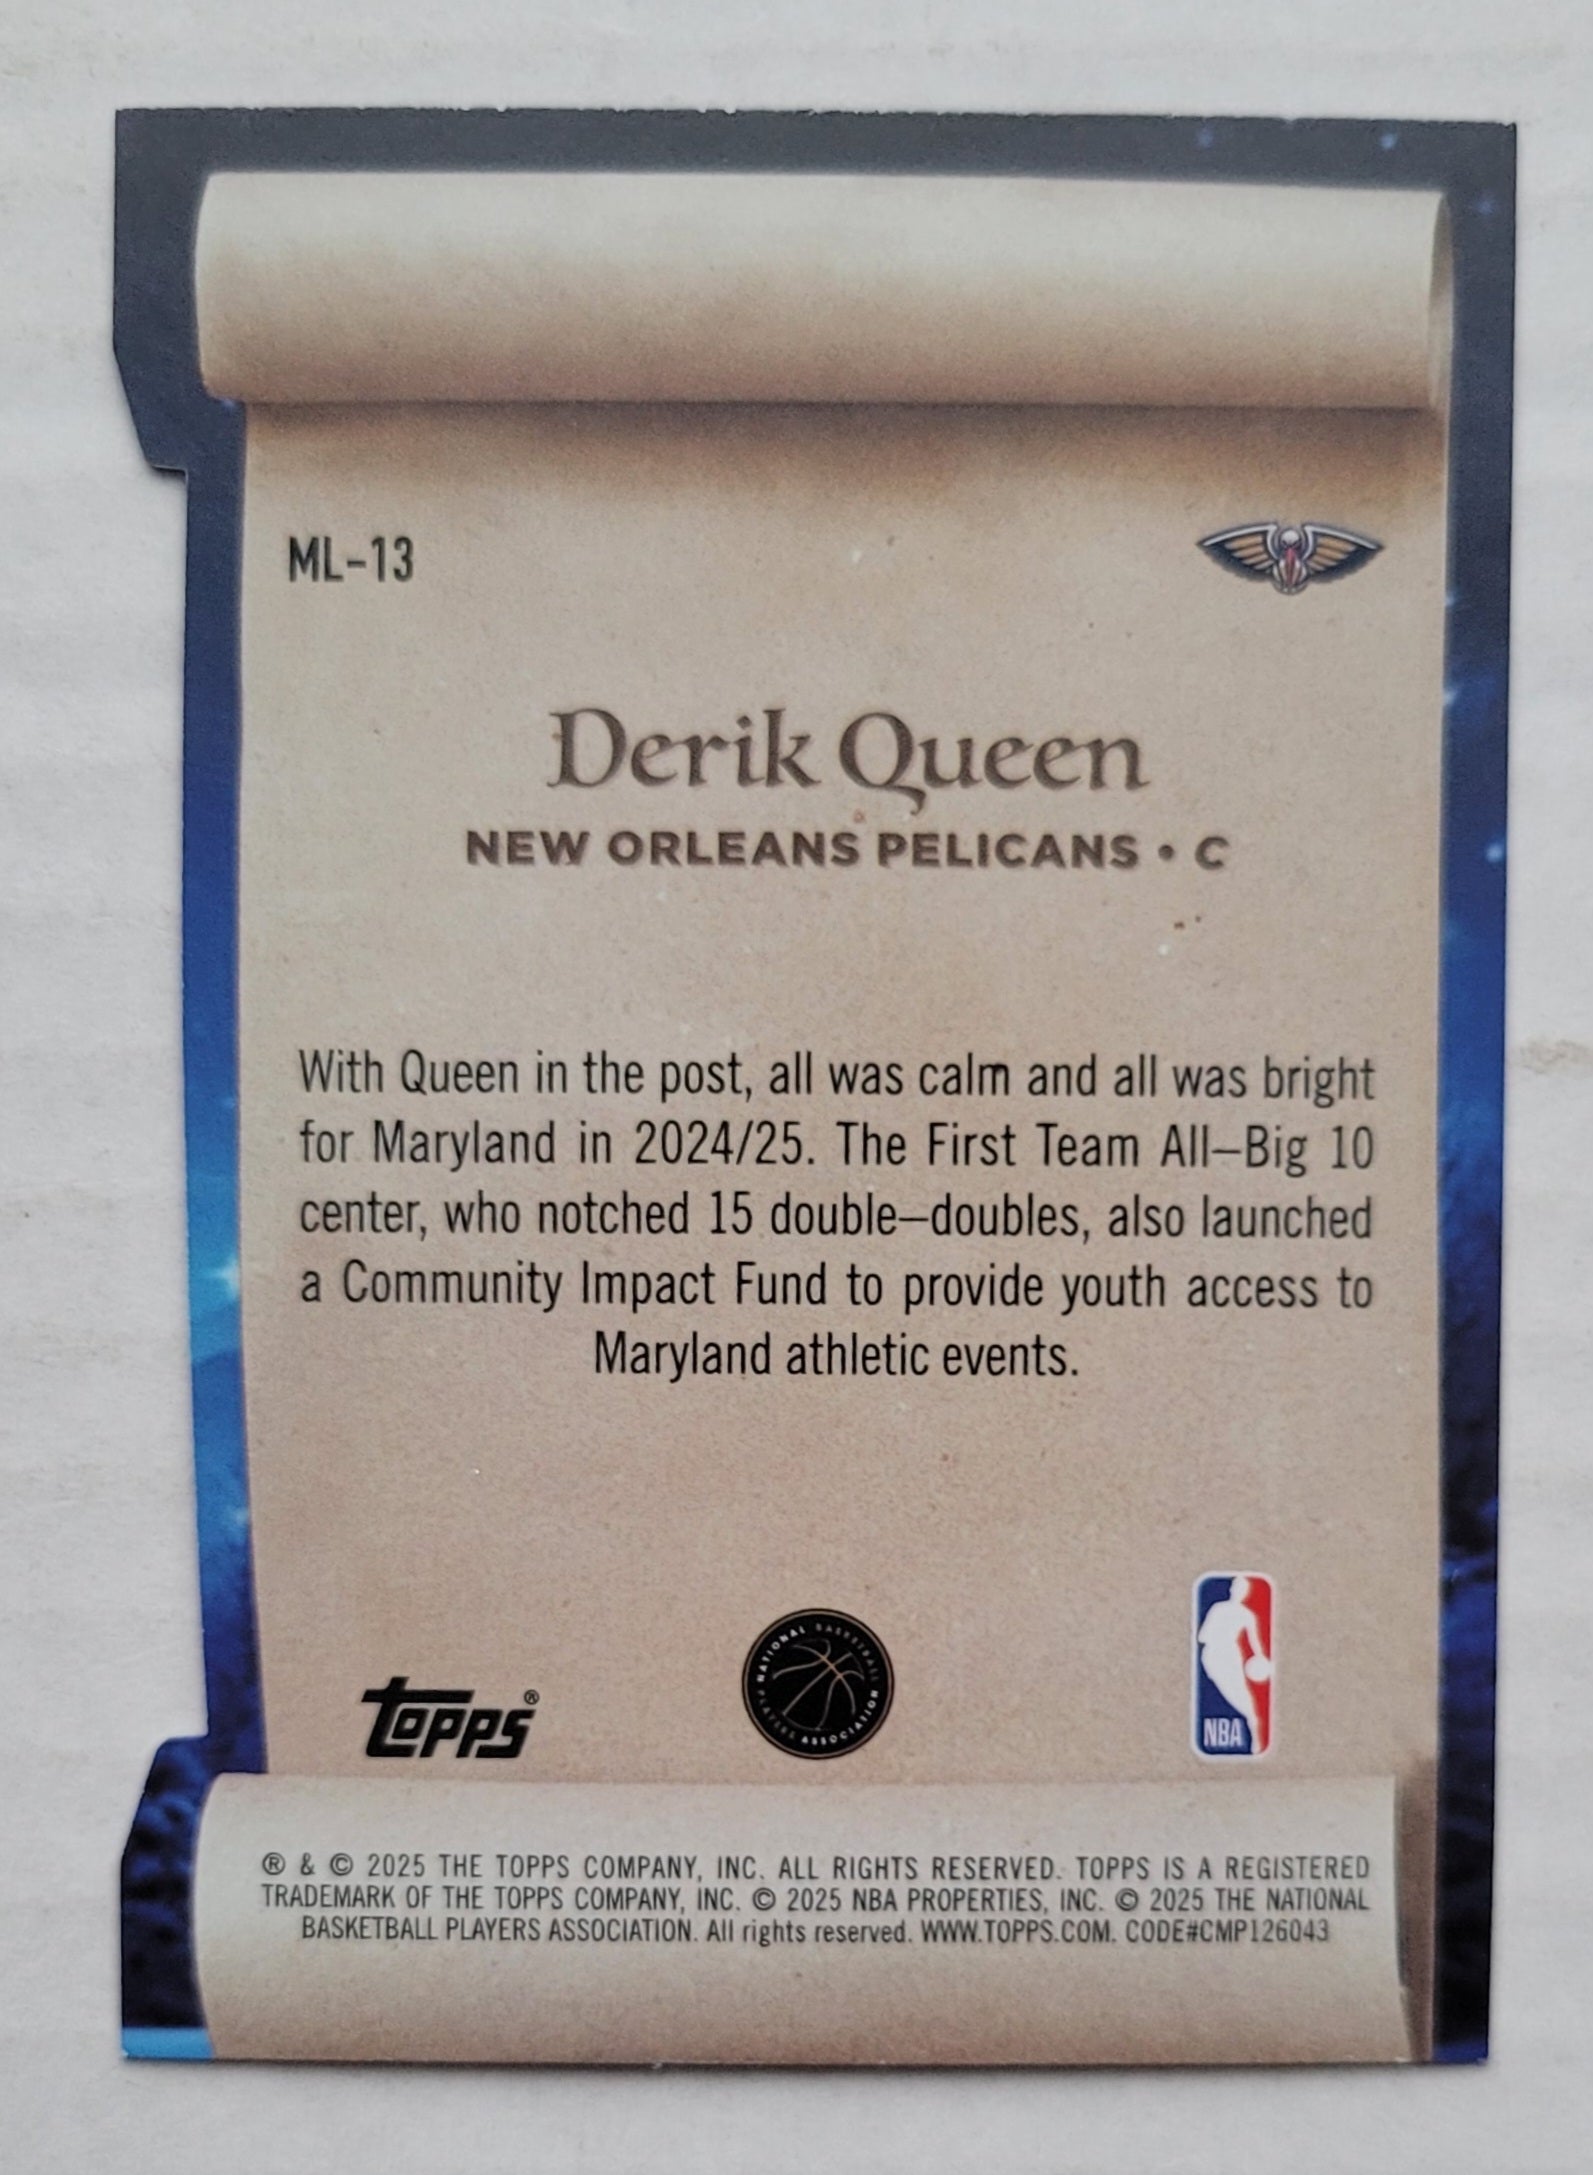 ML-13
Derik Queen
NEW ORLEANS PELICANS • C
With Queen in the post, all was calm and all was bright
for Maryland in 2024/25. The First Team All–Big 10
center, who notched 15 double–doubles, also launched
a Community Impact Fund to provide youth access to
Maryland athletic events.
TOPPS®
NATIONAL BASKETBALL PLAYERS ASSOCIATION
NBA
® & © 2025 THE TOPPS COMPANY, INC. ALL RIGHTS RESERVED. TOPPS IS A REGISTERED
TRADEMARK OF THE TOPPS COMPANY, INC. © 2025 NBA PROPERTIES, INC. © 2025 THE NATIONAL
BASKETBALL PLAYERS ASSOCIATION. All rights reserved. WWW.TOPPS.COM. CODE#CMP126043